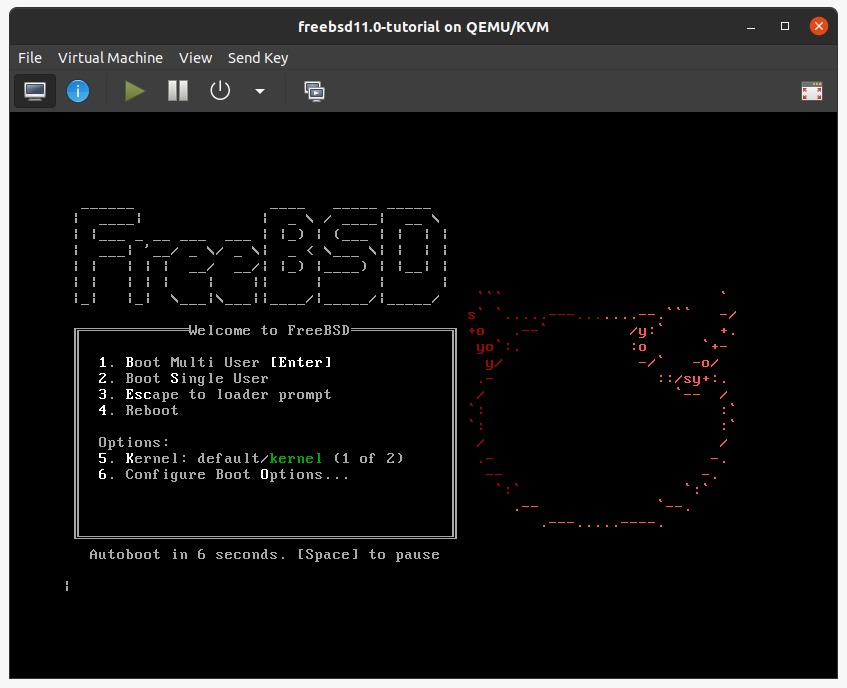 freebsd11.0-tutorial on QEMU/KVM
File Virtual Machine View Send Key
FreeBSD
Welcome to FreeBSD
1. Boot Multi User [Enter]
2. Boot Single User
3. Escape to loader prompt
4. Reboot
Options:
5. Kernel: default/kernel (1 of 2)
6. Configure Boot Options...
Autoboot in 6 seconds. [Space] to pause